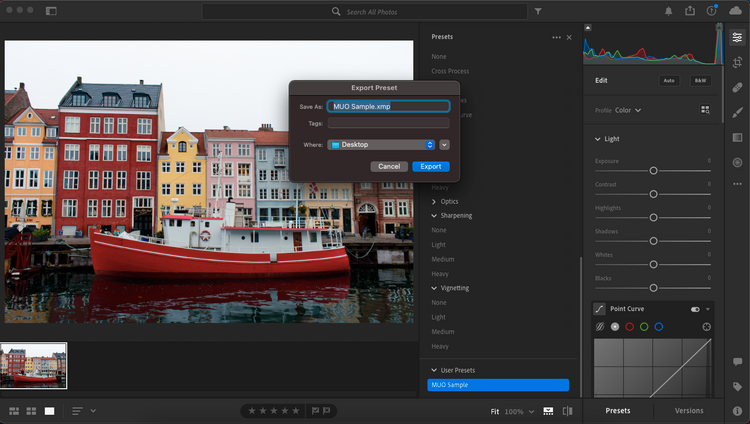 Search All Photos
Presets
None
Cross Process
Export Preset
Save As: MUO Sample.xmp
Tags:
Where: Desktop
Cancel Export
Heavy
Optics
Sharpening
None
Light
Medium
Heavy
Vignetting
None
Light
Medium
Heavy
User Presets
MUO Sample
Fit 100%
Edit Auto B&W
Profile Color
Light
Exposure 0
Contrast 0
Highlights 0
Shadows 0
Whites 0
Blacks 0
Point Curve
Presets Versions